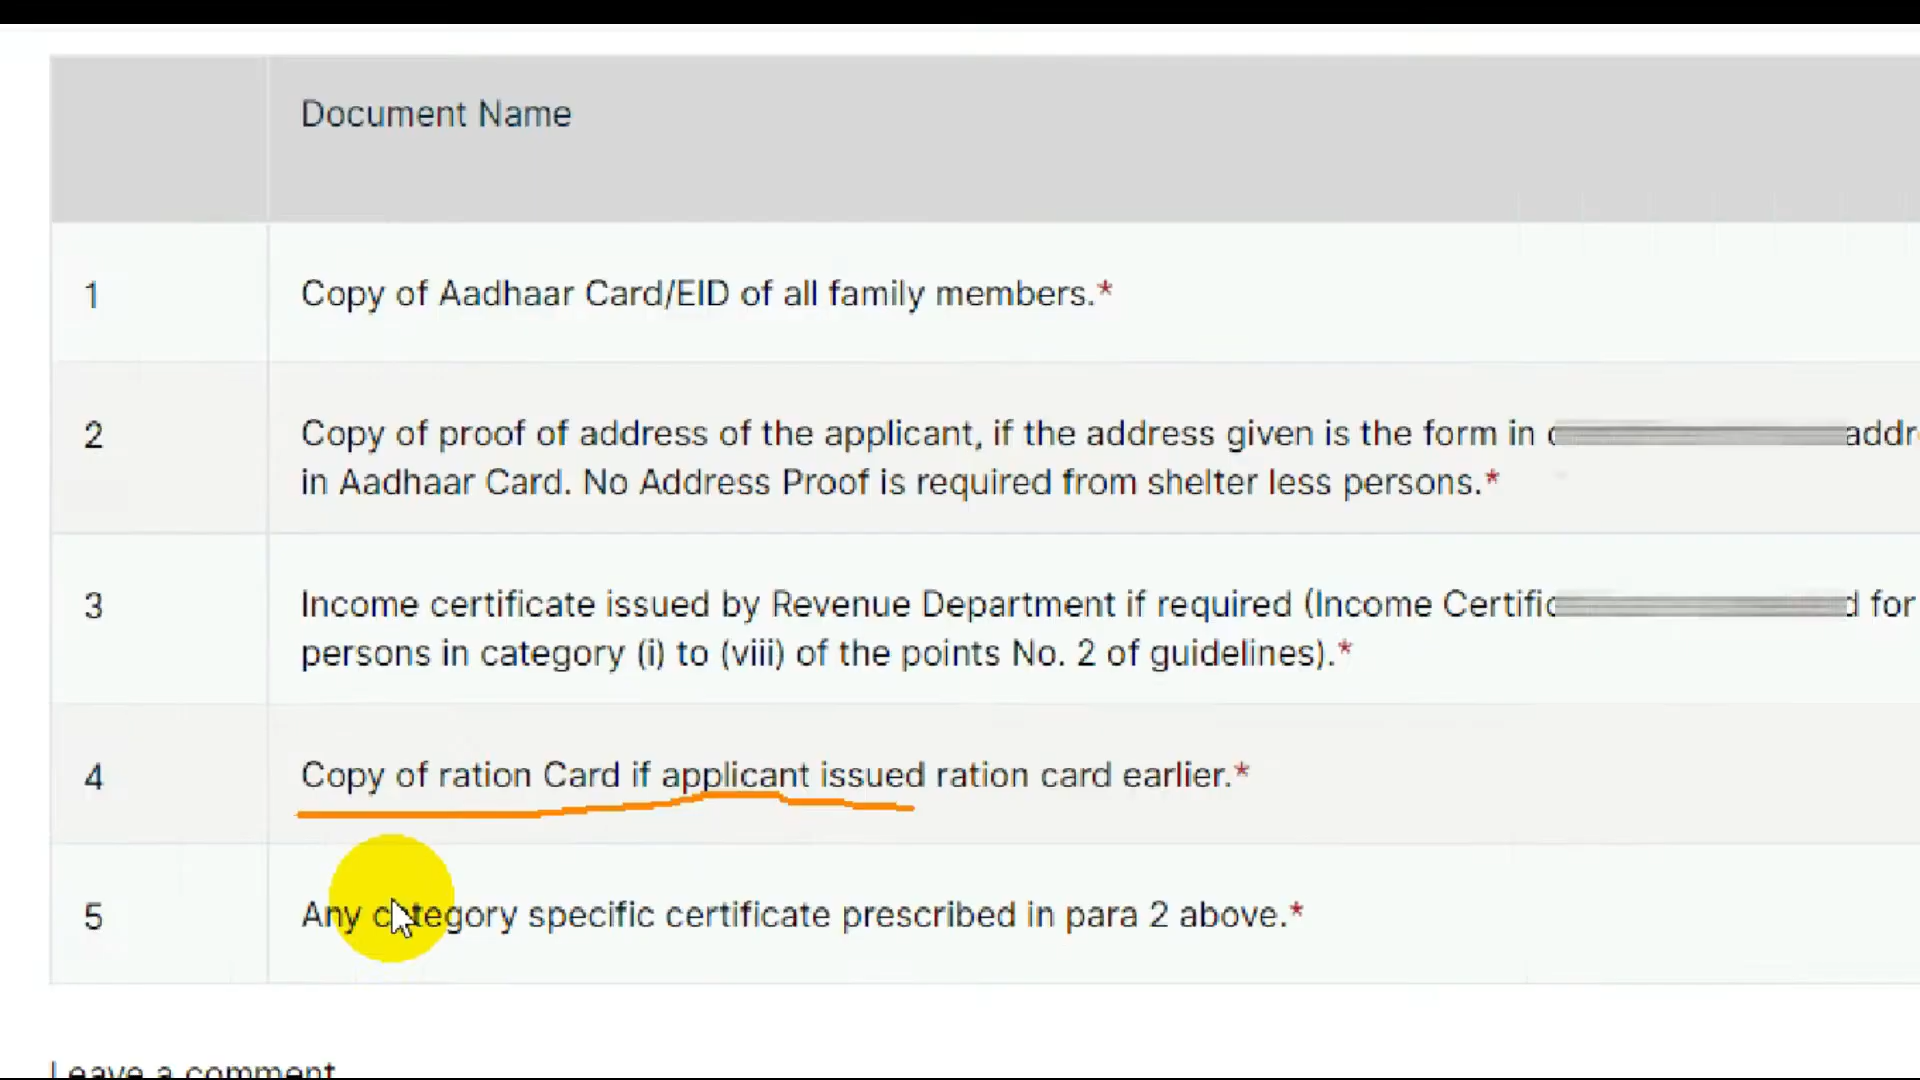 Document Name
1 Copy of Aadhaar Card/EID of all family members.*
2 Copy of proof of address of the applicant, if the address given is the form in
in Aadhaar Card. No Address Proof is required from shelter less persons.*
3 Income certificate issued by Revenue Department if required (Income for
persons in category (i) to (viii) of the points No. 2 of guidelines).*
4 Copy of ration Card if applicant issued ration card earlier.*
5 Any category specific certificate prescribed in para 2 above.*
Leave a comment